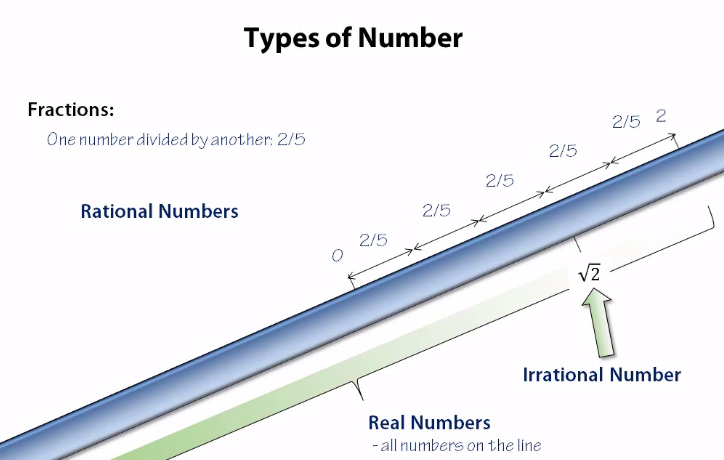 Types of Number
Fractions:
One number divided by another: 2/5
Rational Numbers
0
2/5
2/5
2/5
2/5
2/5
2
√2
Irrational Number
Real Numbers
- all numbers on the line